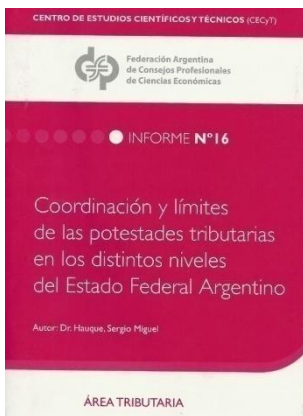 CENTRO DE ESTUDIOS CIENTÍFICOS Y TÉCNICOS (CECyT)
Federación Argentina
de Consejos Profesionales
de Ciencias Económicas
INFORME Nº16
Coordinación y límites
de las potestades tributarias
en los distintos niveles
del Estado Federal Argentino
Autor: Dr. Hauque, Sergio Miguel
ÁREA TRIBUTARIA